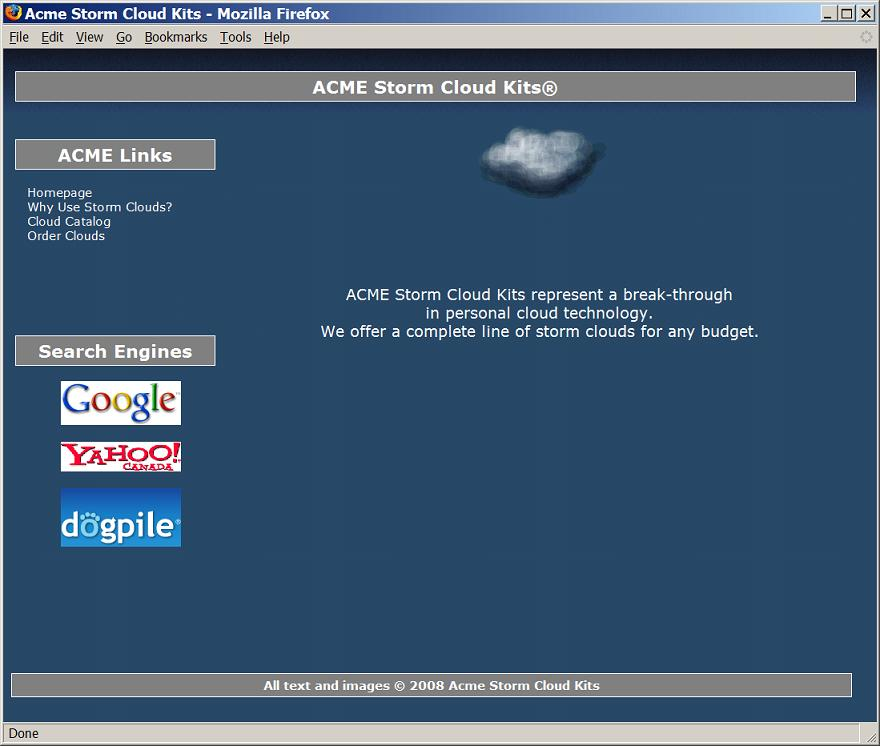 Acme Storm Cloud Kits - Mozilla Firefox
File Edit View Go Bookmarks Tools Help
ACME Storm Cloud Kits®
ACME Links
Homepage
Why Use Storm Clouds?
Cloud Catalog
Order Clouds
ACME Storm Cloud Kits represent a break-through
in personal cloud technology.
We offer a complete line of storm clouds for any budget.
Search Engines
Google™
YAHOO!
CANADA
dogpile®
All text and images © 2008 Acme Storm Cloud Kits
Done